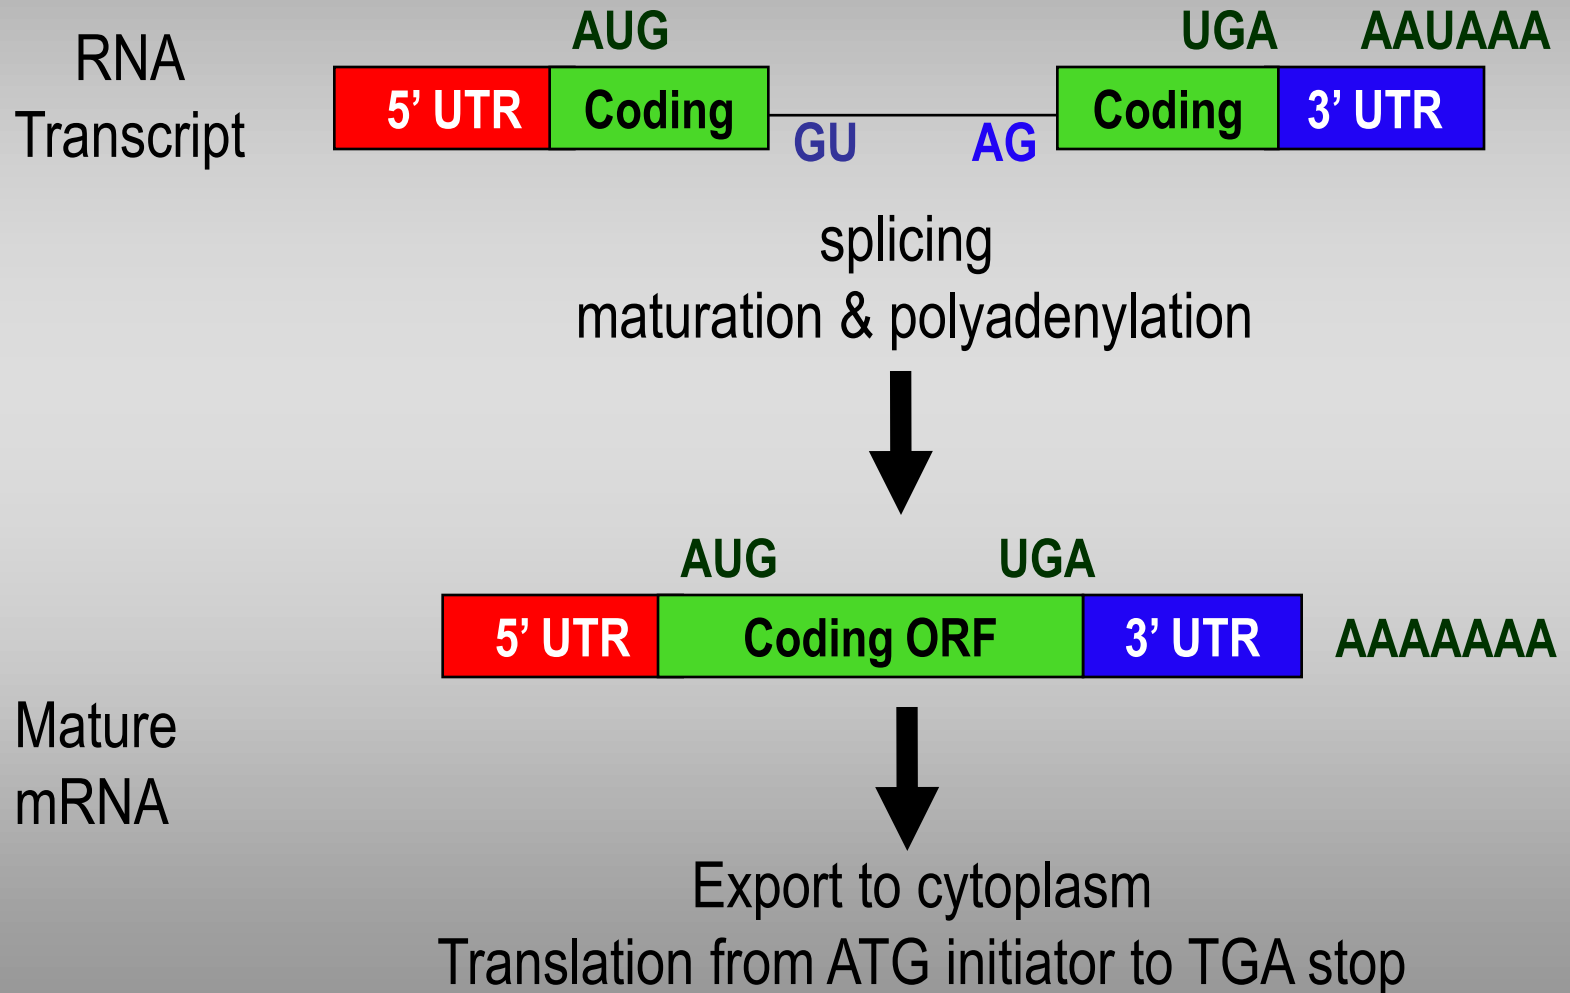 AUG UGA AAUAAA
RNA
Transcript
5’ UTR Coding Coding 3’ UTR
GU AG
splicing
maturation & polyadenylation
AUG UGA
5’ UTR Coding ORF 3’ UTR AAAAAAA
Mature
mRNA
Export to cytoplasm
Translation from ATG initiator to TGA stop